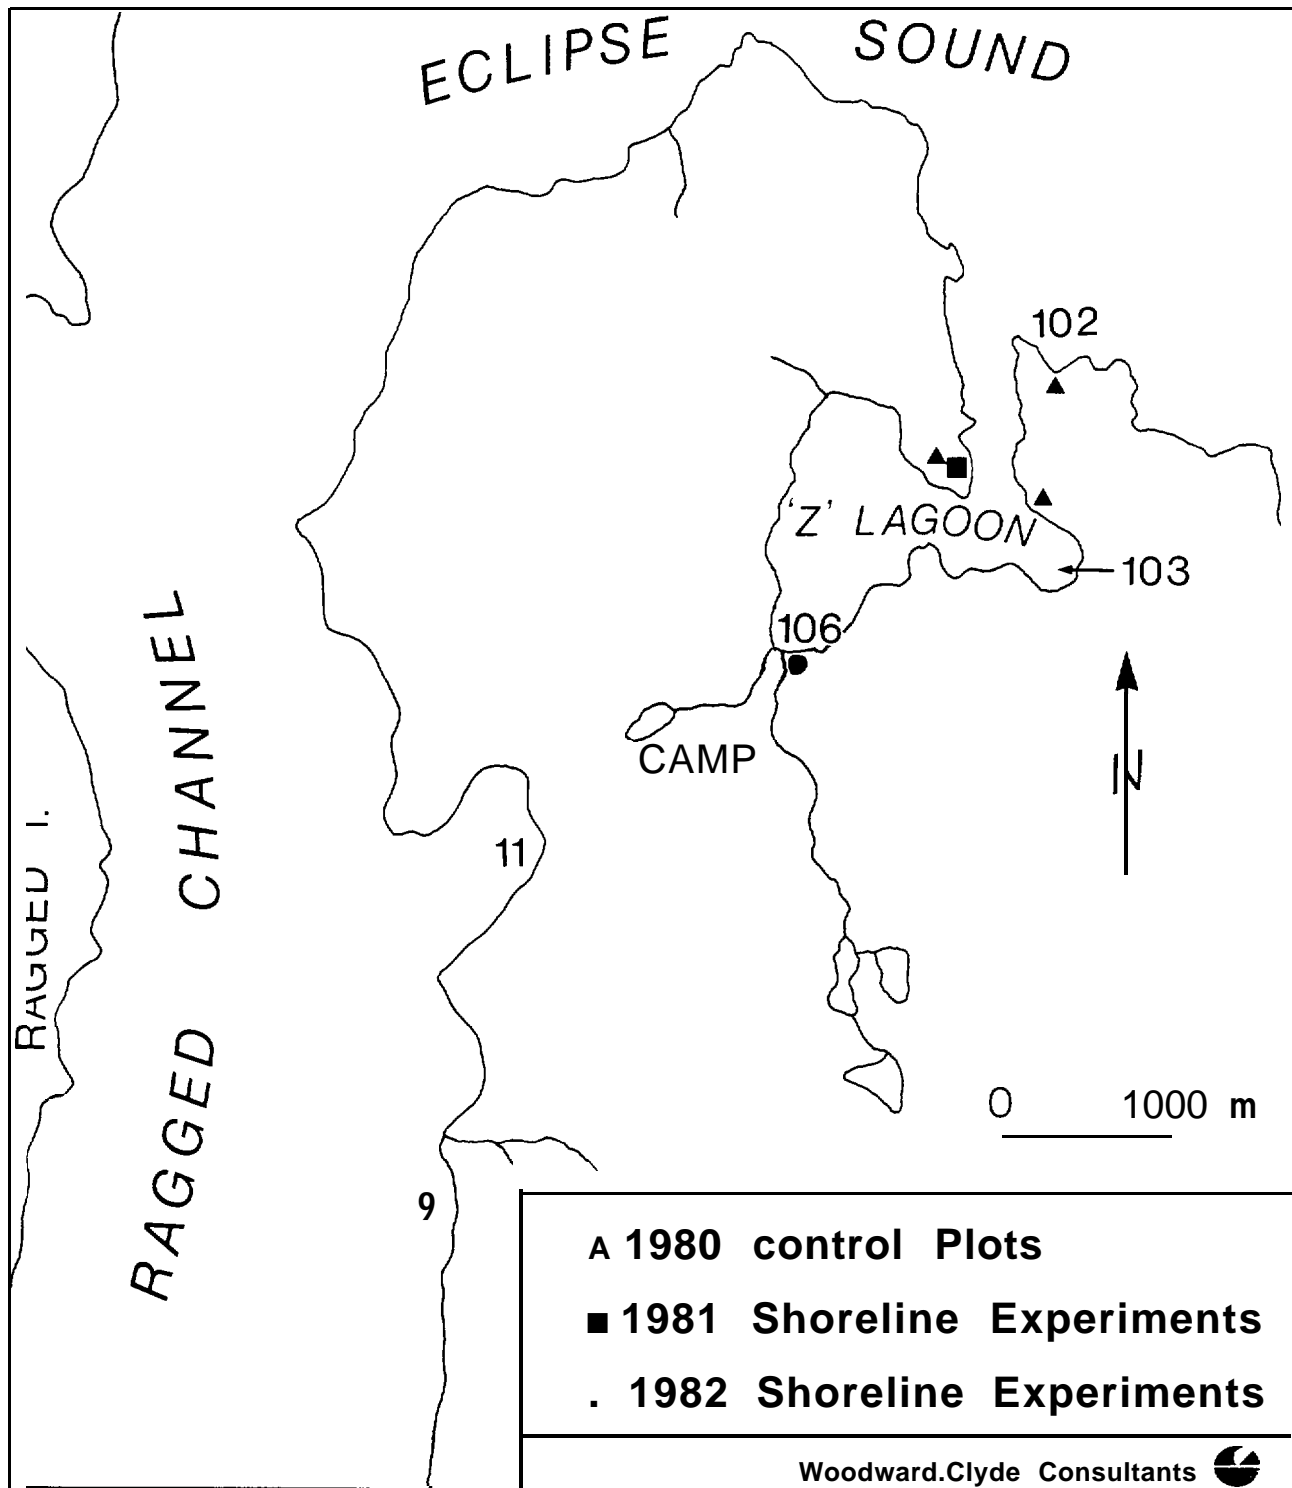 ECLIPSE SOUND
102
'Z' LAGOON
103
106
CAMP
N
11
RAGGED I.
RAGGED CHANNEL
9
0 1000 m
A 1980 control Plots
■ 1981 Shoreline Experiments
. 1982 Shoreline Experiments
Woodward.Clyde Consultants